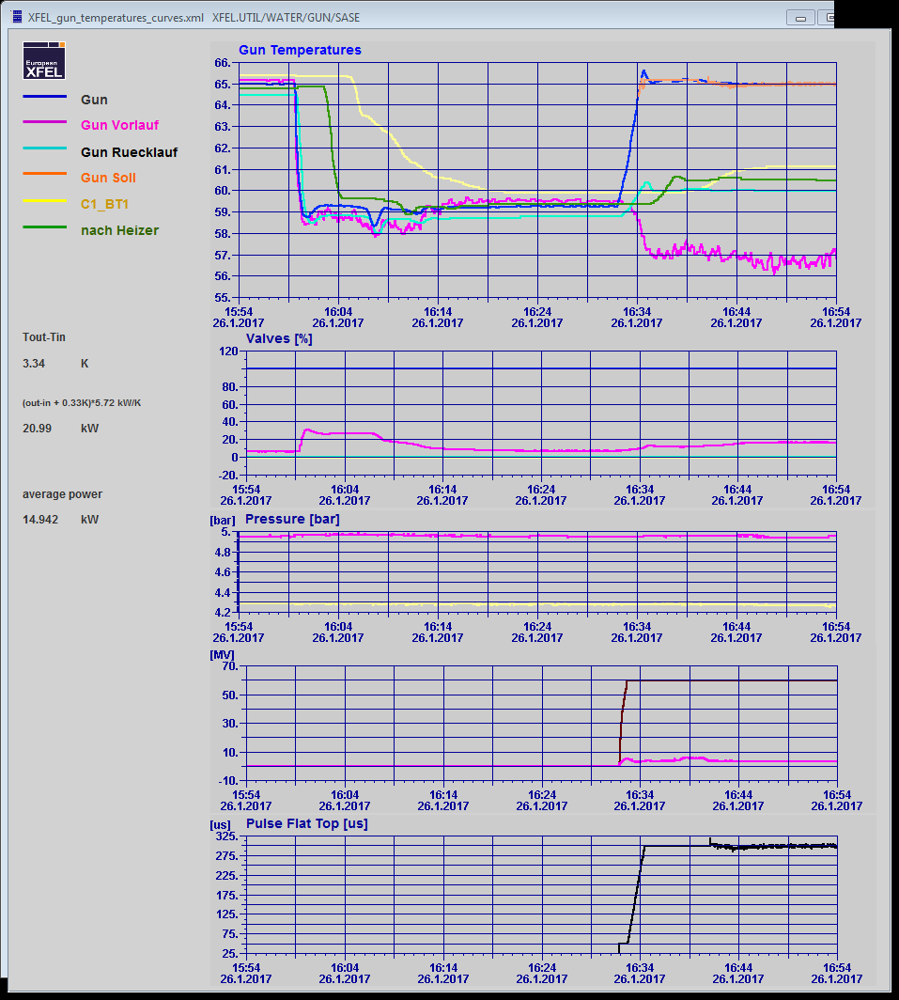 XFEL_gun_temperatures_curves.xml XFEL.UTIL/WATER/GUN/SASE
European
XFEL
Gun
Gun Vorlauf
Gun Ruecklauf
Gun Soll
C1_BT1
nach Heizer
Tout-Tin
3.34 K
(out-in + 0.33K)*5.72 kW/K
20.99 kW
average power
14.942 kW
Gun Temperatures
66.
65.
64.
63.
62.
61.
60.
59.
58.
57.
56.
55.
15:54 16:04 16:14 16:24 16:34 16:44 16:54
26.1.2017 26.1.2017 26.1.2017 26.1.2017 26.1.2017 26.1.2017 26.1.2017
Valves [%]
120
80.
60.
40.
20.
0
-20.
15:54 16:04 16:14 16:24 16:34 16:44 16:54
26.1.2017 26.1.2017 26.1.2017 26.1.2017 26.1.2017 26.1.2017 26.1.2017
[bar] Pressure [bar]
5.
4.8
4.6
4.4
4.2
15:54 16:04 16:14 16:24 16:34 16:44 16:54
26.1.2017 26.1.2017 26.1.2017 26.1.2017 26.1.2017 26.1.2017 26.1.2017
[MV]
70.
50.
30.
10.
-10.
15:54 16:04 16:14 16:24 16:34 16:44 16:54
26.1.2017 26.1.2017 26.1.2017 26.1.2017 26.1.2017 26.1.2017 26.1.2017
[us] Pulse Flat Top [us]
325.
275.
225.
175.
125.
75.
25.
15:54 16:04 16:14 16:24 16:34 16:44 16:54
26.1.2017 26.1.2017 26.1.2017 26.1.2017 26.1.2017 26.1.2017 26.1.2017